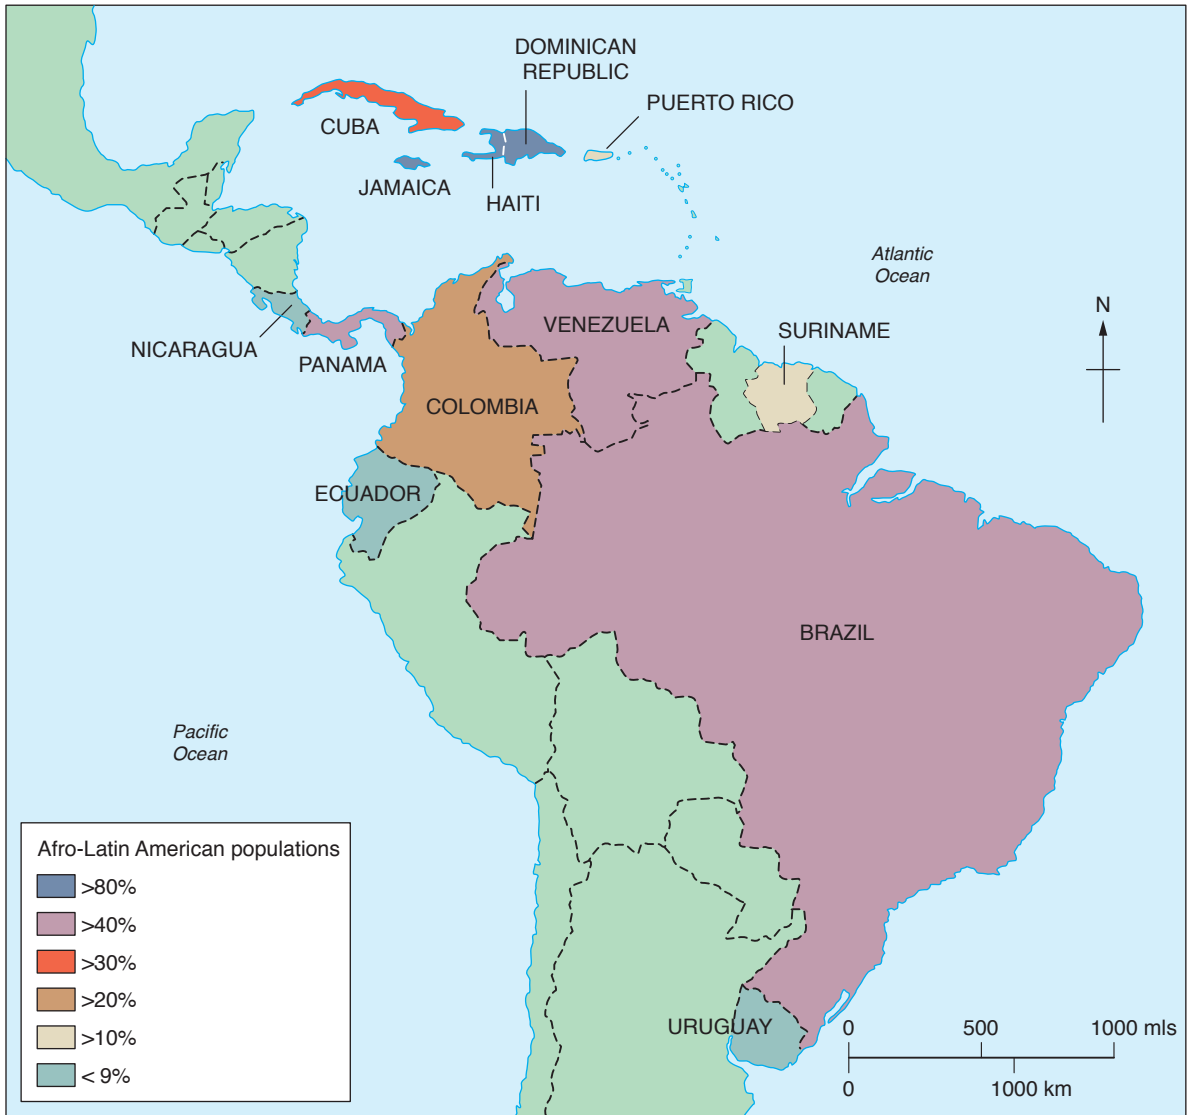 DOMINICAN
REPUBLIC
PUERTO RICO
CUBA
JAMAICA
HAITI
Atlantic
Ocean
N
VENEZUELA
SURINAME
NICARAGUA
PANAMA
COLOMBIA
ECUADOR
BRAZIL
Pacific
Ocean
Afro-Latin American populations
>80%
>40%
>30%
>20%
>10%
< 9%
URUGUAY
0 500 1000 mls
0 1000 km